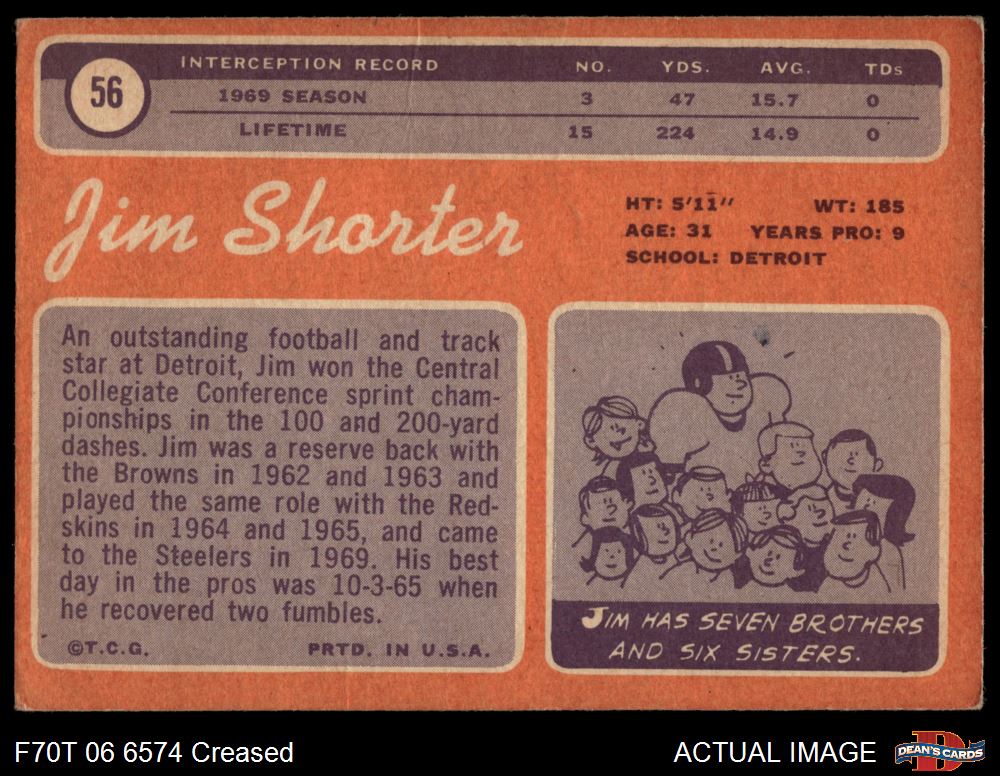 56
INTERCEPTION RECORD NO. YDS. AVG. TDs
1969 SEASON 3 47 15.7 0
LIFETIME 15 224 14.9 0
Jim Shorter
HT: 5'11" WT: 185
AGE: 31 YEARS PRO: 9
SCHOOL: DETROIT
An outstanding football and track
star at Detroit, Jim won the Central
Collegiate Conference sprint cham-
pionships in the 100 and 200-yard
dashes. Jim was a reserve back with
the Browns in 1962 and 1963 and
played the same role with the Red-
skins in 1964 and 1965, and came
to the Steelers in 1969. His best
day in the pros was 10-3-65 when
he recovered two fumbles.
©T.C.G. PRTD. IN U.S.A.
JIM HAS SEVEN BROTHERS
AND SIX SISTERS.
F70T 06 6574 Creased
ACTUAL IMAGE
DEAN'S CARDS